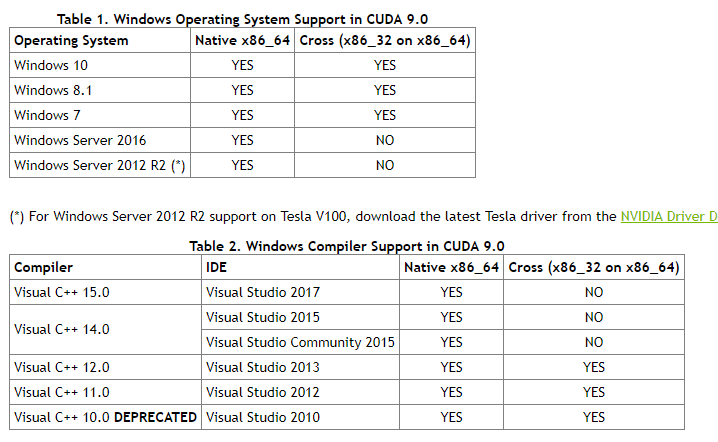 Table 1. Windows Operating System Support in CUDA 9.0
Operating System Native x86_64 Cross (x86_32 on x86_64)
Windows 10 YES YES
Windows 8.1 YES YES
Windows 7 YES YES
Windows Server 2016 YES NO
Windows Server 2012 R2 (*) YES NO
(*) For Windows Server 2012 R2 support on Tesla V100, download the latest Tesla driver from the NVIDIA Driver D
Table 2. Windows Compiler Support in CUDA 9.0
Compiler IDE Native x86_64 Cross (x86_32 on x86_64)
Visual C++ 15.0 Visual Studio 2017 YES NO
Visual C++ 14.0 Visual Studio 2015 YES NO
Visual Studio Community 2015 YES NO
Visual C++ 12.0 Visual Studio 2013 YES YES
Visual C++ 11.0 Visual Studio 2012 YES YES
Visual C++ 10.0 DEPRECATED Visual Studio 2010 YES YES